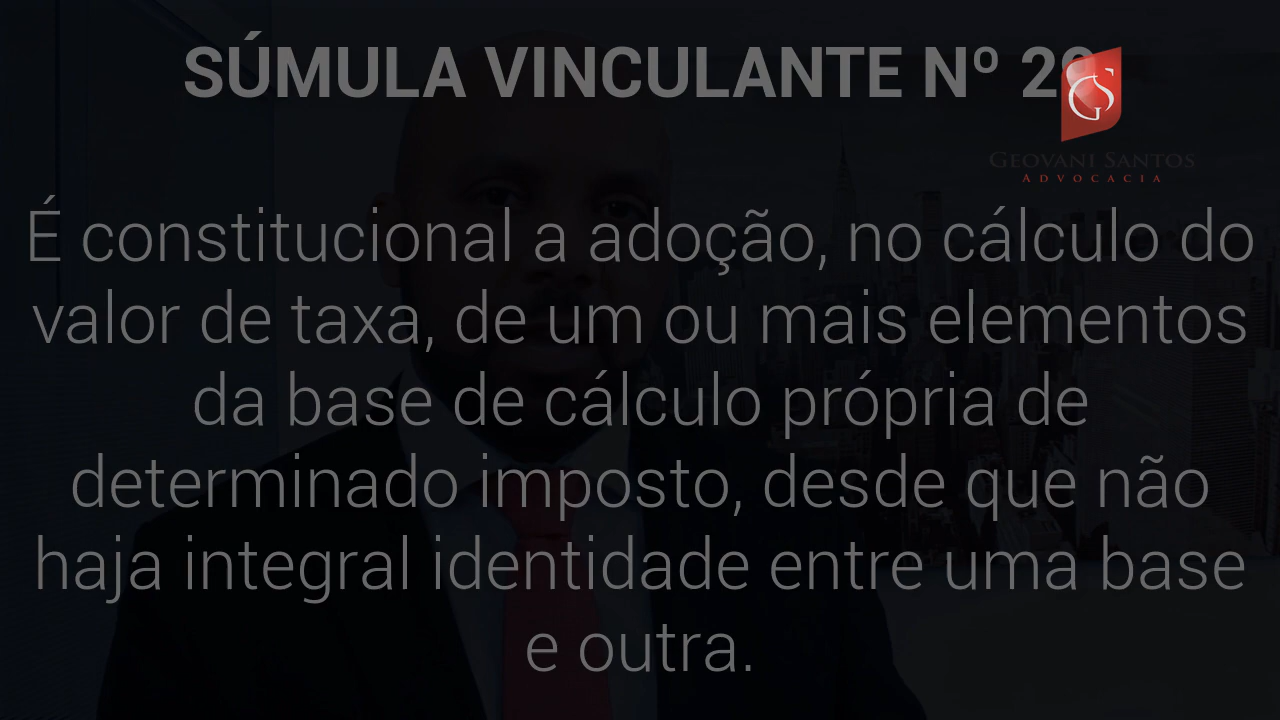 SÚMULA VINCULANTE Nº 29
GS
GEOVANI SANTOS
ADVOCACIA
É constitucional a adoção, no cálculo do
valor de taxa, de um ou mais elementos
da base de cálculo própria de
determinado imposto, desde que não
haja integral identidade entre uma base
e outra.